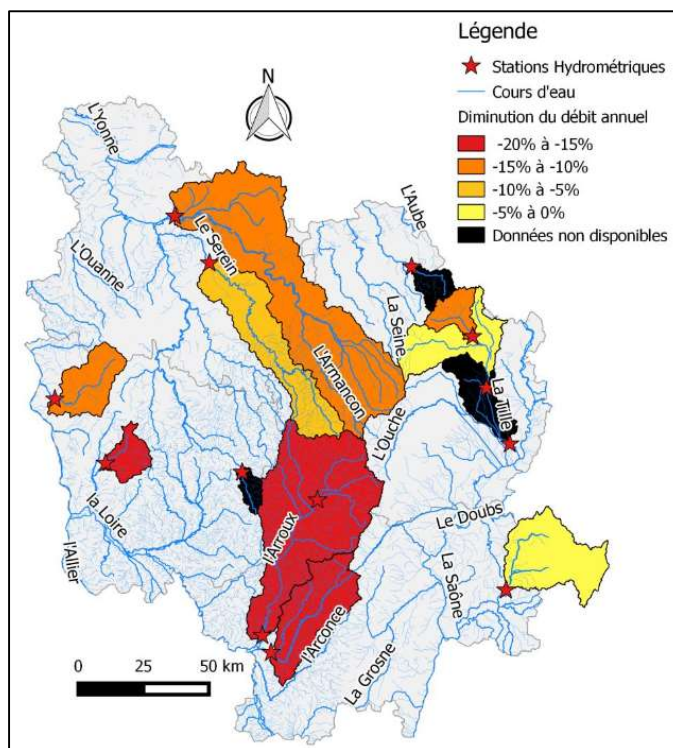 Légende
Stations Hydrométriques
Cours d'eau
Diminution du débit annuel
-20% à -15%
-15% à -10%
-10% à -5%
-5% à 0%
Données non disponibles
N
L'Yonne
L'Aube
Le Serein
L'Ouanne
La Seine
L'Armancon
La Tille
L'Ouche
la Loire
Le Doubs
l'Arroux
l'Allier
La Saône
l'Arconce
La Grosne
0 25 50 km